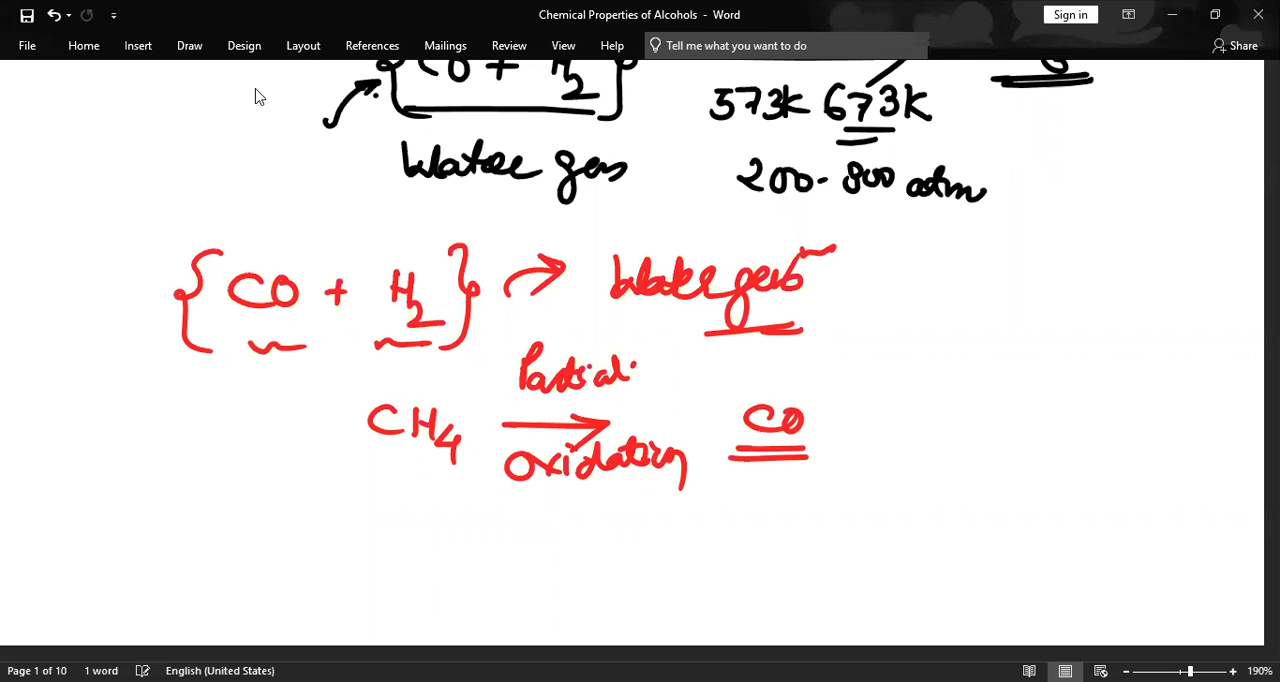 Chemical Properties of Alcohols - Word
Sign in
File Home Insert Draw Design Layout References Mailings Review View Help Tell me what you want to do Share
CO + H2
573K 673K
Water gas
200-800 atm
{CO + H2} → Water gas
Partial
CH4 → CO
Oxidation
Page 1 of 10 1 word English (United States) 190%